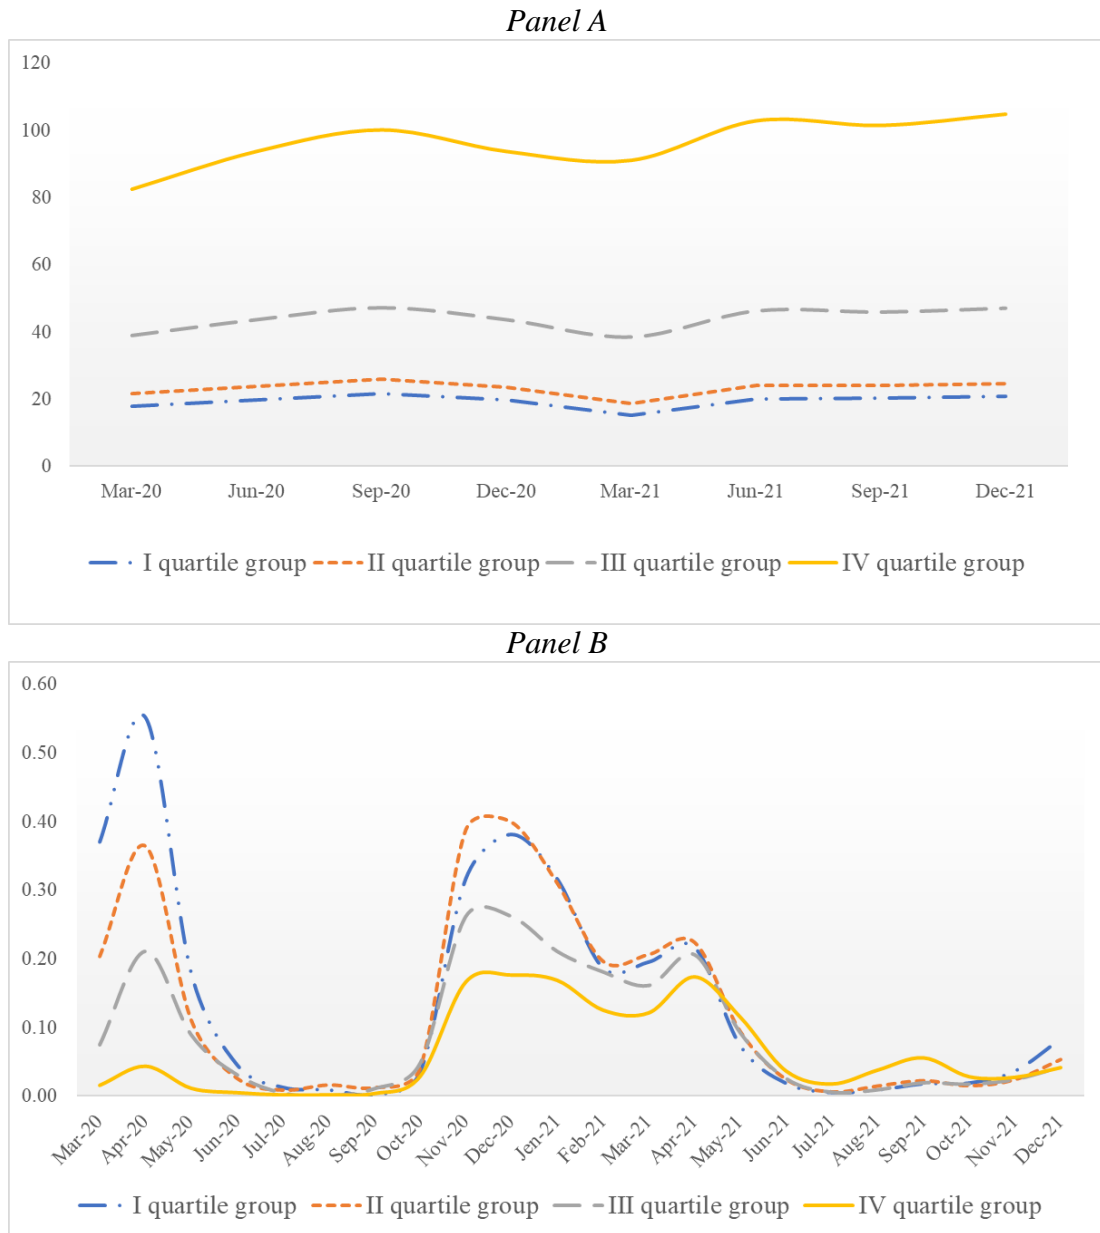 Panel A
120
100
80
60
40
20
0
Mar-20 Jun-20 Sep-20 Dec-20 Mar-21 Jun-21 Sep-21 Dec-21
I quartile group II quartile group III quartile group IV quartile group
Panel B
0.60
0.50
0.40
0.30
0.20
0.10
0.00
Mar-20 Apr-20 May-20 Jun-20 Jul-20 Aug-20 Sep-20 Oct-20 Nov-20 Dec-20 Jen-21 Feb-21 Mar-21 Apr-21 May-21 Jun-21 Jul-21 Aug-21 Sep-21 Oct-21 Nov-21 Dec-21
I quartile group II quartile group III quartile group IV quartile group